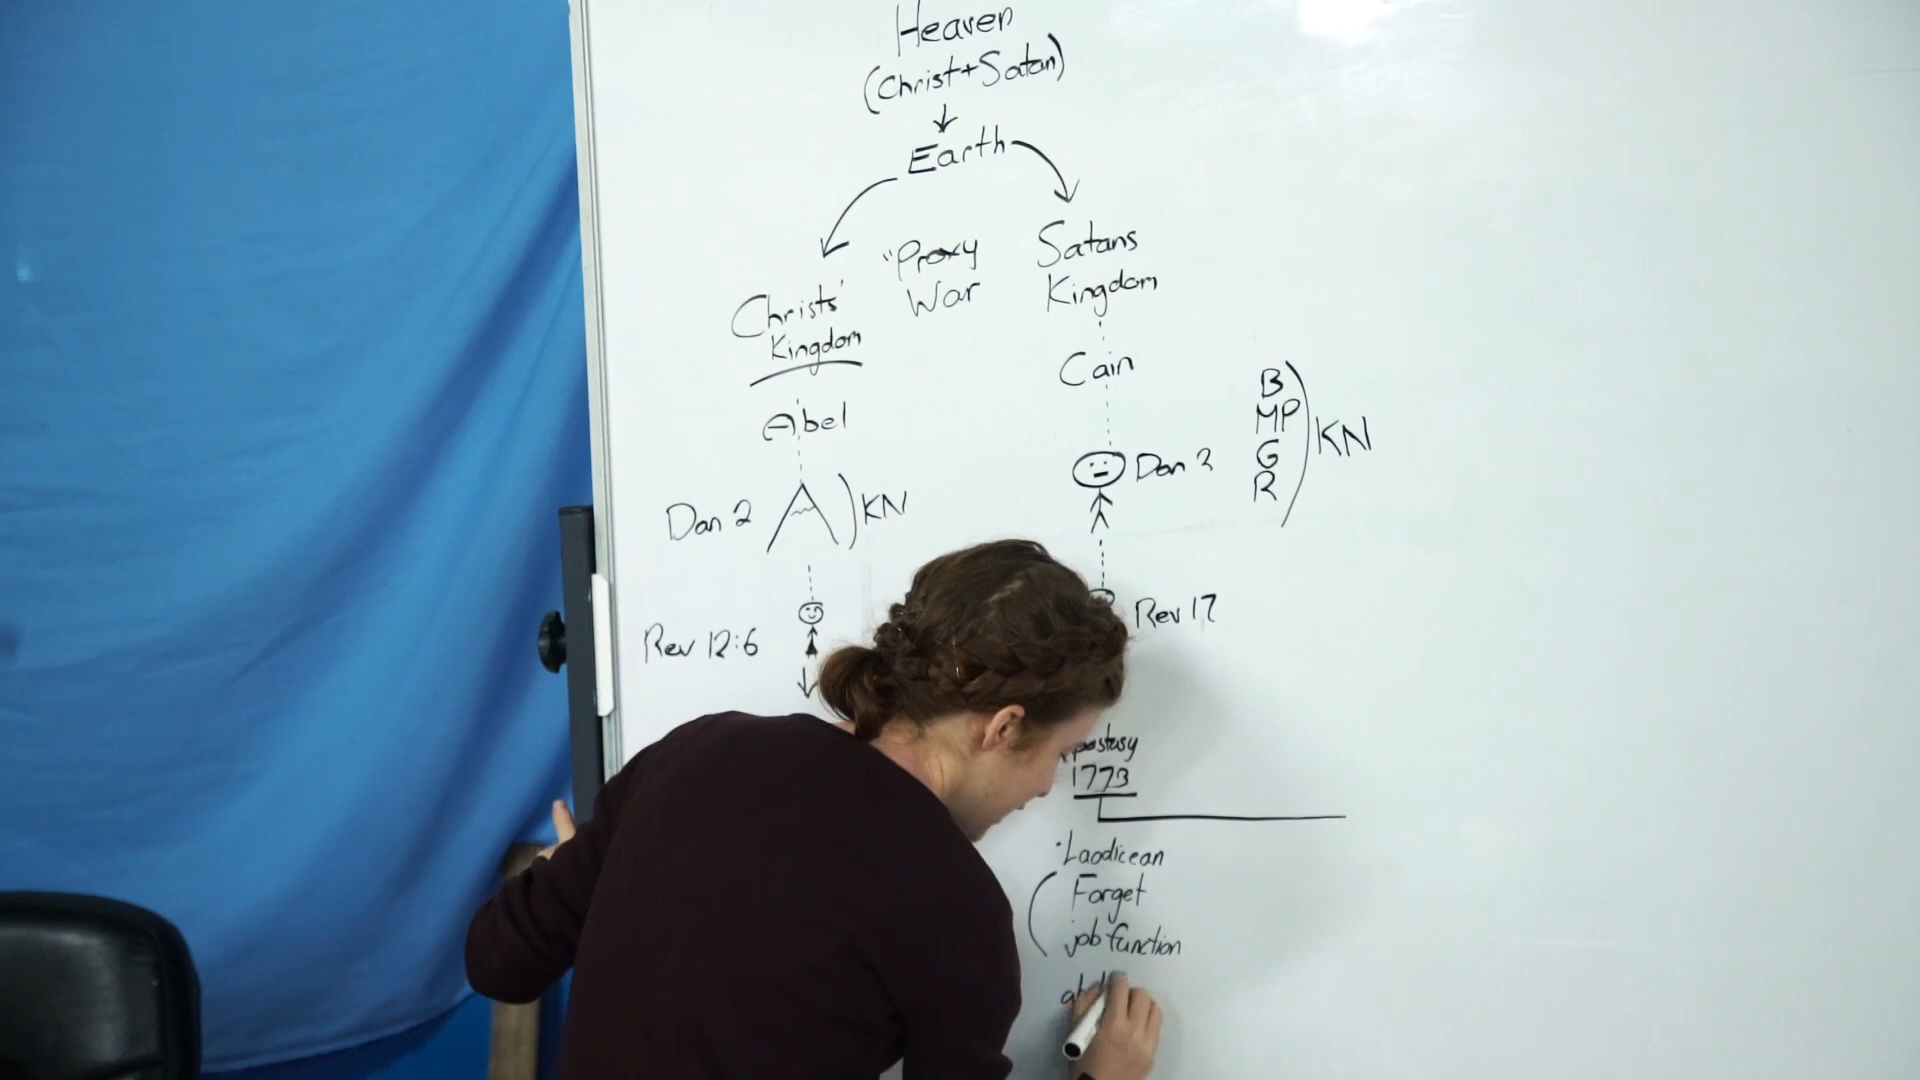 Heaven
(Christ+Satan)
Earth
"Proxy
War
Satans
Kingdom
Christs'
Kingdom
Cain
Abel
B
MP
G
R
KN
Dan 3
Dan 2
KN
Rev 12:6
Rev 17
1773
·Laodicean
Forget
job function